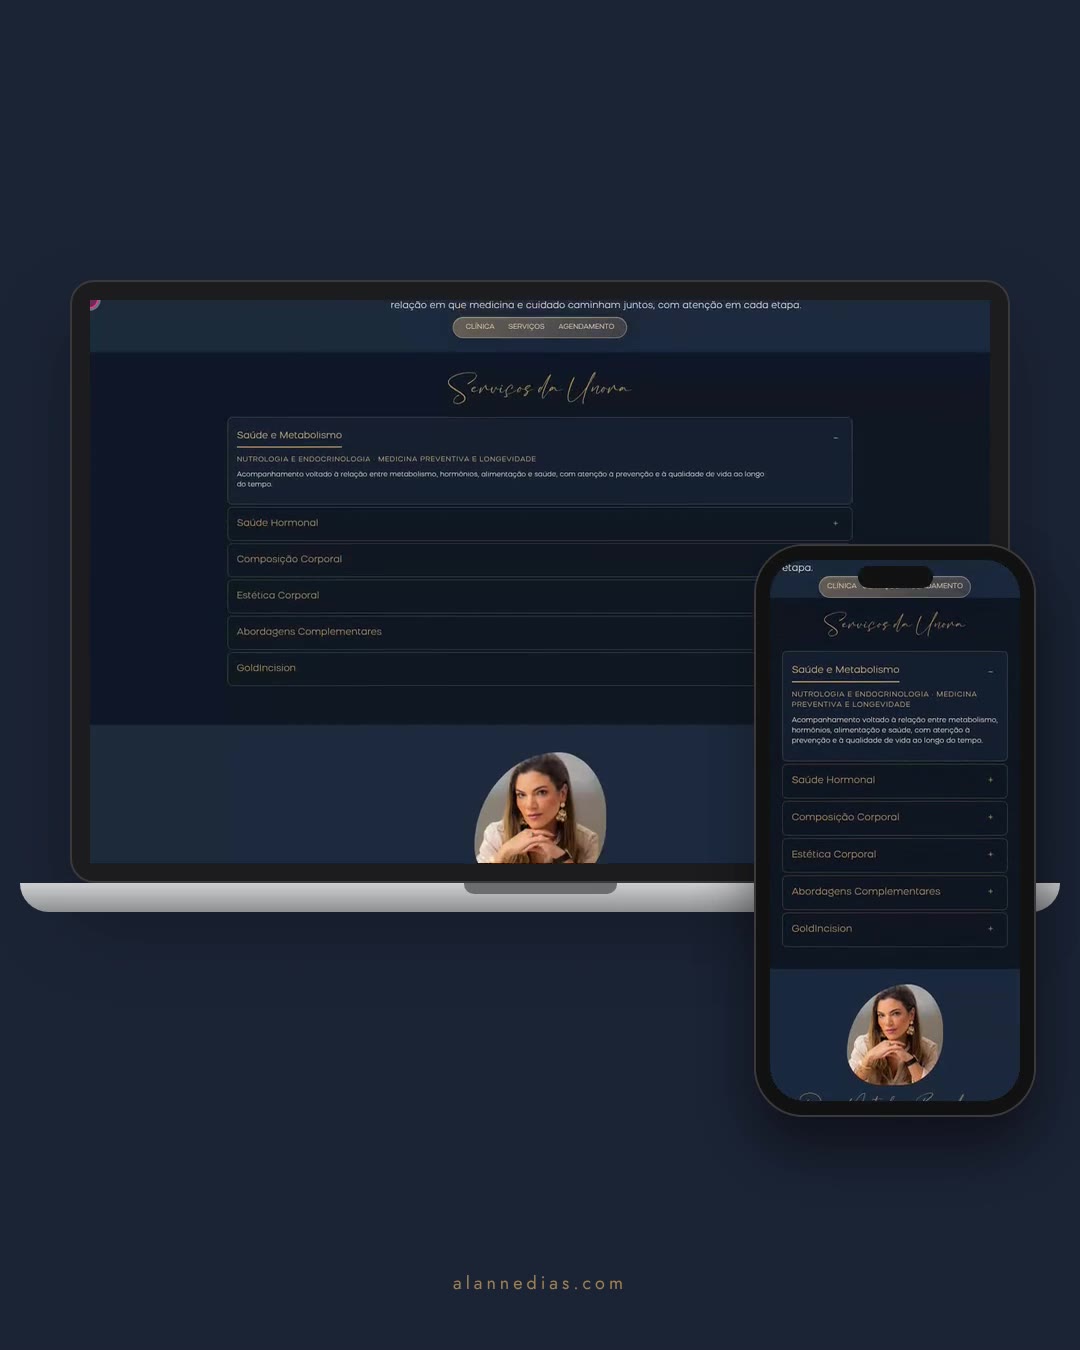 relação em que medicina e cuidado caminham juntos, com atenção em cada etapa.
CLÍNICA SERVIÇOS AGENDAMENTO
Serviços da Unora
Saúde e Metabolismo –
NUTROLOGIA E ENDOCRINOLOGIA · MEDICINA PREVENTIVA E LONGEVIDADE
Acompanhamento voltado à relação entre metabolismo, hormônios, alimentação e saúde, com atenção à prevenção e à qualidade de vida ao longo
do tempo.
Saúde Hormonal +
Composição Corporal
Estética Corporal
Abordagens Complementares
GoldIncision
etapa.
CLÍNICA
Serviços da Unora
Saúde e Metabolismo –
NUTROLOGIA E ENDOCRINOLOGIA · MEDICINA
PREVENTIVA E LONGEVIDADE
Acompanhamento voltado à relação entre metabolismo,
hormônios, alimentação e saúde, com atenção à
prevenção e à qualidade de vida ao longo do tempo.
Saúde Hormonal +
Composição Corporal +
Estética Corporal +
Abordagens Complementares +
GoldIncision +
alannedias.com